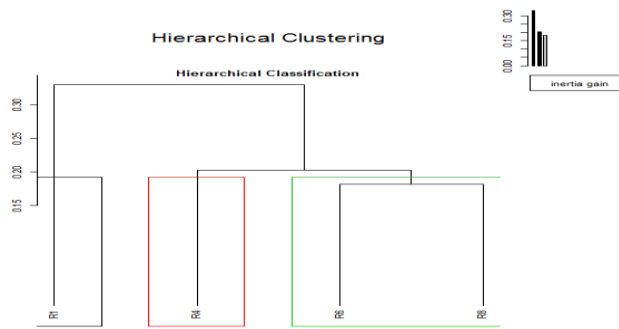 Hierarchical Clustering
0.30
0.15
0.00
inertia gain
Hierarchical Classification
0.30
0.25
0.20
0.15
R1
R4
R6
R8